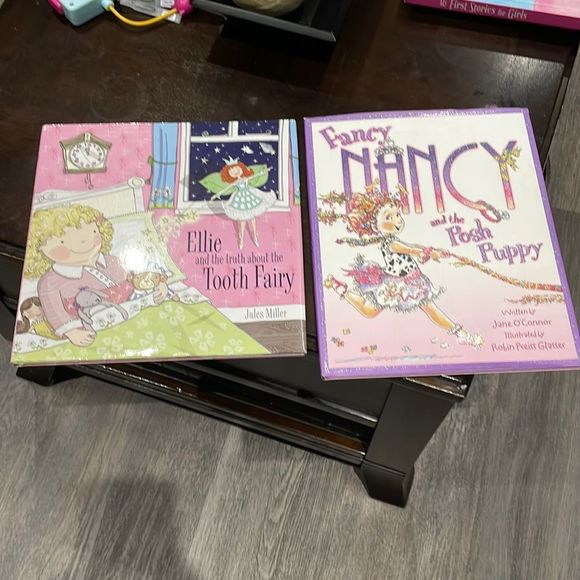 16 First Stories for Girls
Ellie
and the truth about the
Tooth Fairy
Jules Miller
Fancy
NANCY
and the
Posh
Puppy
Written by
Jane O'Connor
Illustrated by
Robin Preiss Glasser